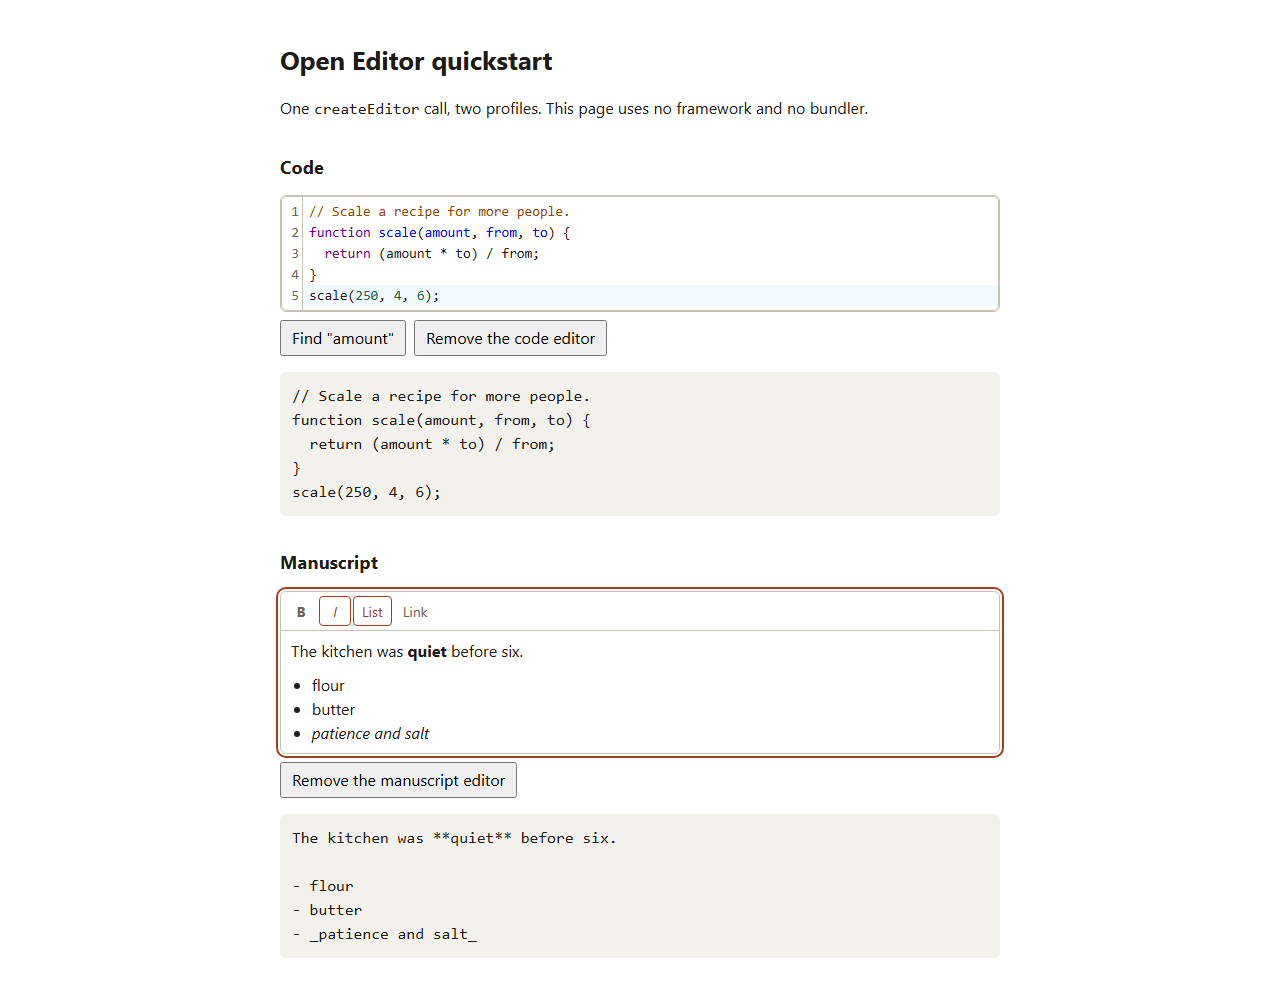 Open Editor quickstart
One createEditor call, two profiles. This page uses no framework and no bundler.
Code
1 // Scale a recipe for more people.
2 function scale(amount, from, to) {
3   return (amount * to) / from;
4 }
5 scale(250, 4, 6);
Find "amount" Remove the code editor
// Scale a recipe for more people.
function scale(amount, from, to) {
  return (amount * to) / from;
}
scale(250, 4, 6);
Manuscript
B I List Link
The kitchen was quiet before six.
• flour
• butter
• patience and salt
Remove the manuscript editor
The kitchen was **quiet** before six.
- flour
- butter
- _patience and salt_